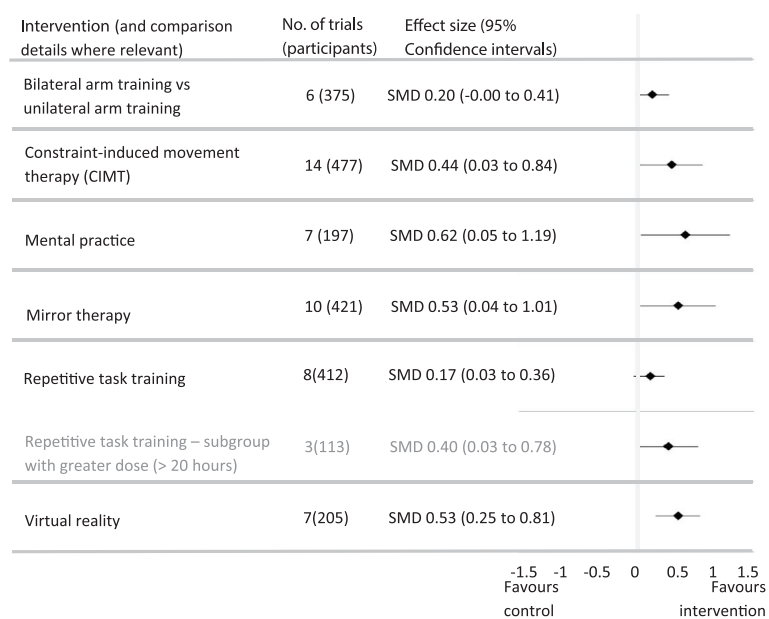 Intervention (and comparison
details where relevant)
No. of trials
(participants)
Effect size (95%
Confidence intervals)
Bilateral arm training vs
unilateral arm training
6 (375)
SMD 0.20 (-0.00 to 0.41)
Constraint-induced movement
therapy (CIMT)
14 (477)
SMD 0.44 (0.03 to 0.84)
Mental practice
7 (197)
SMD 0.62 (0.05 to 1.19)
Mirror therapy
10 (421)
SMD 0.53 (0.04 to 1.01)
Repetitive task training
8(412)
SMD 0.17 (0.03 to 0.36)
Repetitive task training – subgroup
with greater dose (> 20 hours)
3(113)
SMD 0.40 (0.03 to 0.78)
Virtual reality
7(205)
SMD 0.53 (0.25 to 0.81)
-1.5 -1 -0.5 0 0.5 1 1.5
Favours
control
Favours
intervention